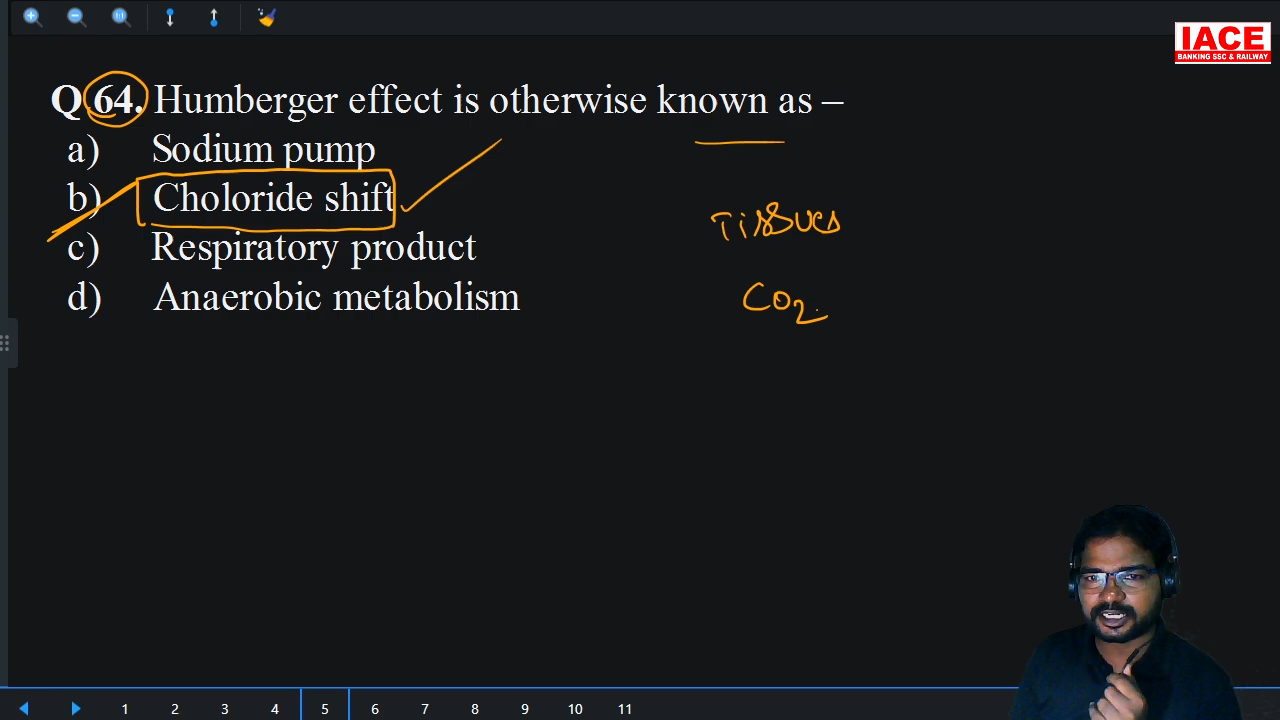 IACE
BANKING SSC & RAILWAY
Q.64. Humberger effect is otherwise known as –
a) Sodium pump
b) Choloride shift
c) Respiratory product
d) Anaerobic metabolism
Tissues
CO2
1 2 3 4 5 6 7 8 9 10 11